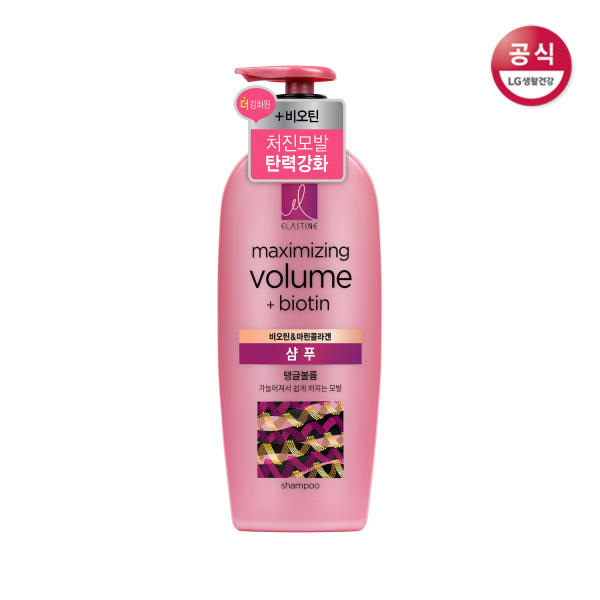 공식
LG생활건강
더 강화된
+비오틴
처진모발
탄력강화
el
ELASTINE
maximizing
volume
+ biotin
비오틴&마린콜라겐
샴푸
탱글볼륨
가늘어져서 쉽게 처지는 모발
shampoo